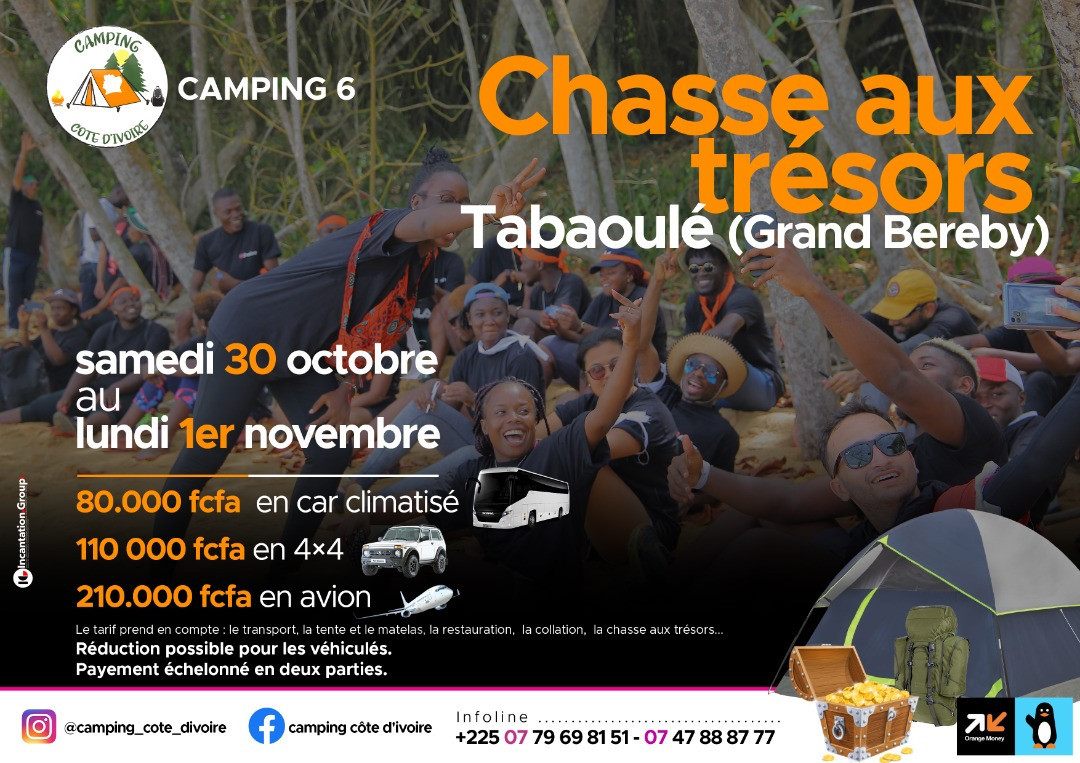 CAMPING
COTE D'IVOIRE
CAMPING 6
Chasse aux
trésors
Tabaoulé (Grand Bereby)
samedi 30 octobre
au
lundi 1er novembre
80.000 fcfa en car climatisé
110 000 fcfa en 4×4
210.000 fcfa en avion
Le tarif prend en compte : le transport, la tente et le matelas, la restauration, la collation, la chasse aux trésors...
Réduction possible pour les véhiculés.
Payement échelonné en deux parties.
Incantation Group
@camping_cote_divoire
camping côte d'ivoire
Infoline ....................................
+225 07 79 69 81 51 - 07 47 88 87 77
Orange Money